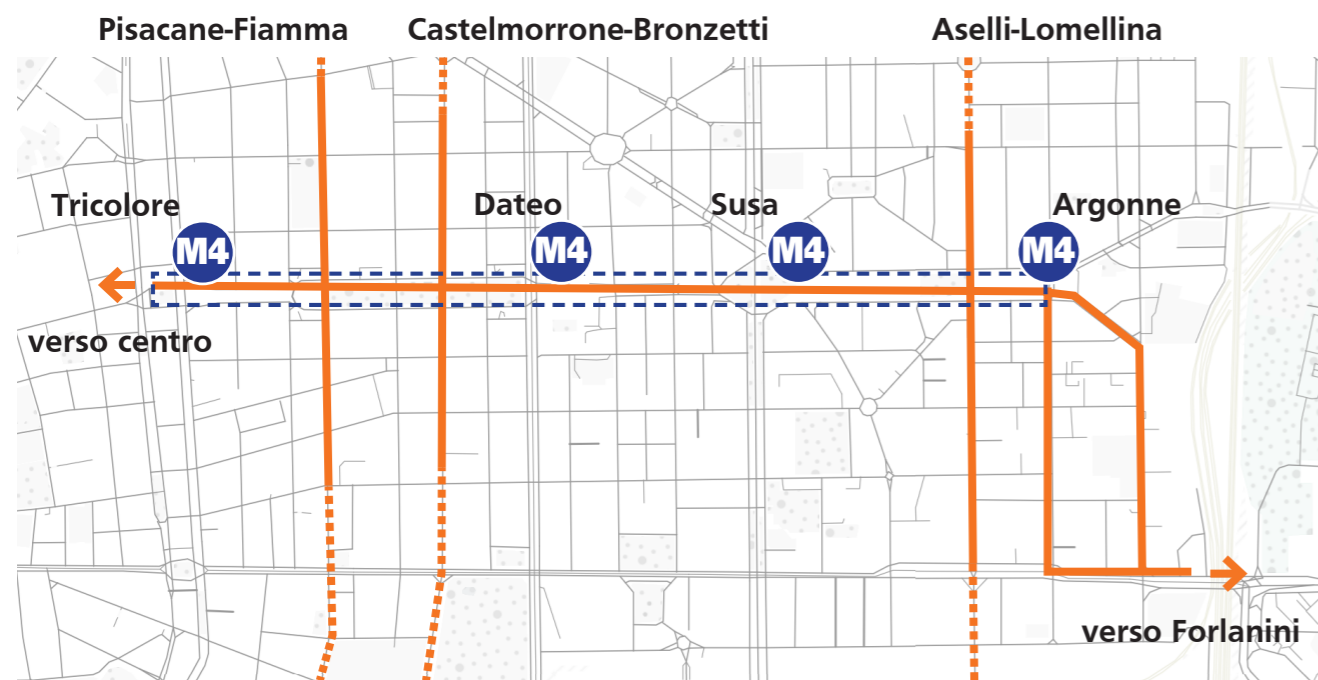 Pisacane-Fiamma Castelmorrone-Bronzetti Aselli-Lomellina
Tricolore Dateo Susa Argonne
M4 M4 M4 M4
verso centro
verso Forlanini